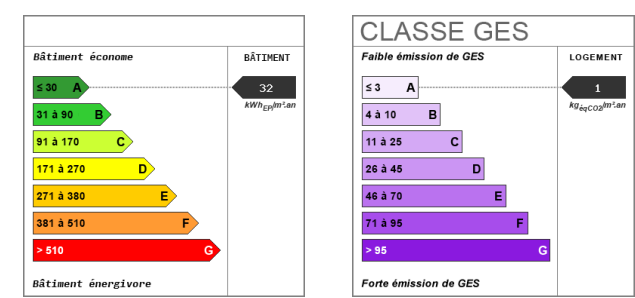 Bâtiment économe
BÂTIMENT
≤ 30 A
32
kWhEP/m².an
31 à 90 B
91 à 170 C
171 à 270 D
271 à 380 E
381 à 510 F
> 510 G
Bâtiment énergivore
CLASSE GES
Faible émission de GES
LOGEMENT
≤ 3 A
1
kgéqCO2/m².an
4 à 10 B
11 à 25 C
26 à 45 D
46 à 70 E
71 à 95 F
> 95 G
Forte émission de GES